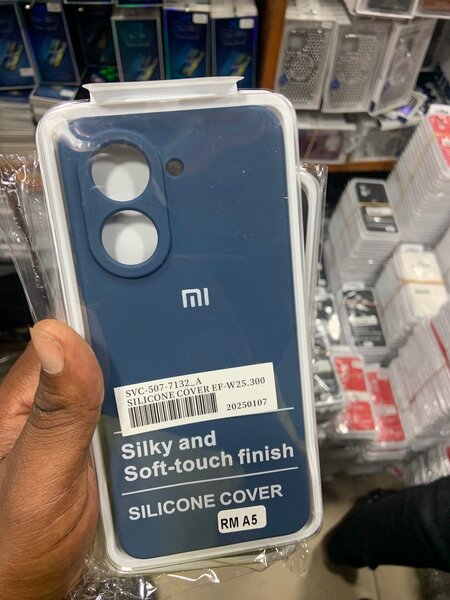 MI
SVC-507-7132_A
SILICONE COVER EF-W25.300
20250107
Silky and
Soft-touch finish
SILICONE COVER
RM A5